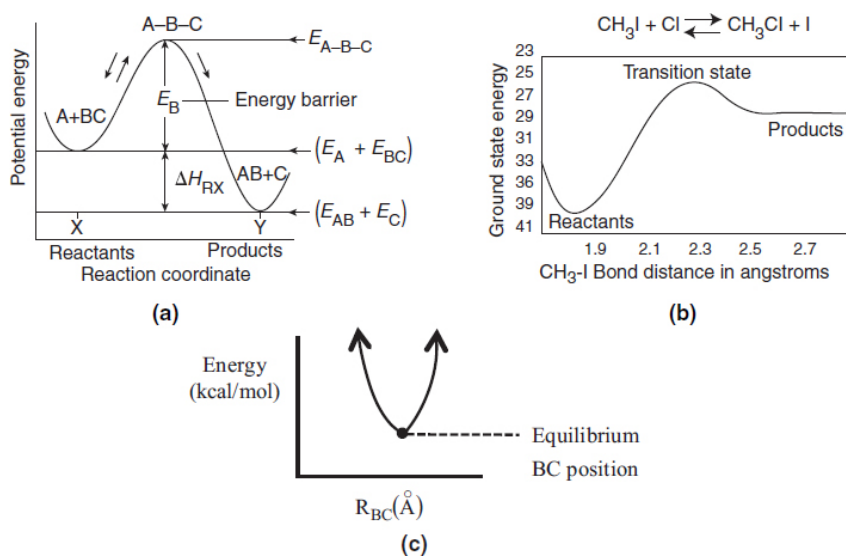 A–B–C
E_A–B–C
Potential energy
A+BC
E_B
Energy barrier
(E_A + E_BC)
ΔH_RX
AB+C
(E_AB + E_C)
X
Y
Reactants
Products
Reaction coordinate
(a)
CH₃I + Cl ⇄ CH₃Cl + I
Ground state energy
23
25
27
29
31
33
36
39
41
Transition state
Products
Reactants
1.9 2.1 2.3 2.5 2.7
CH₃-I Bond distance in angstroms
(b)
Energy
(kcal/mol)
Equilibrium
BC position
R_BC(Å)
(c)